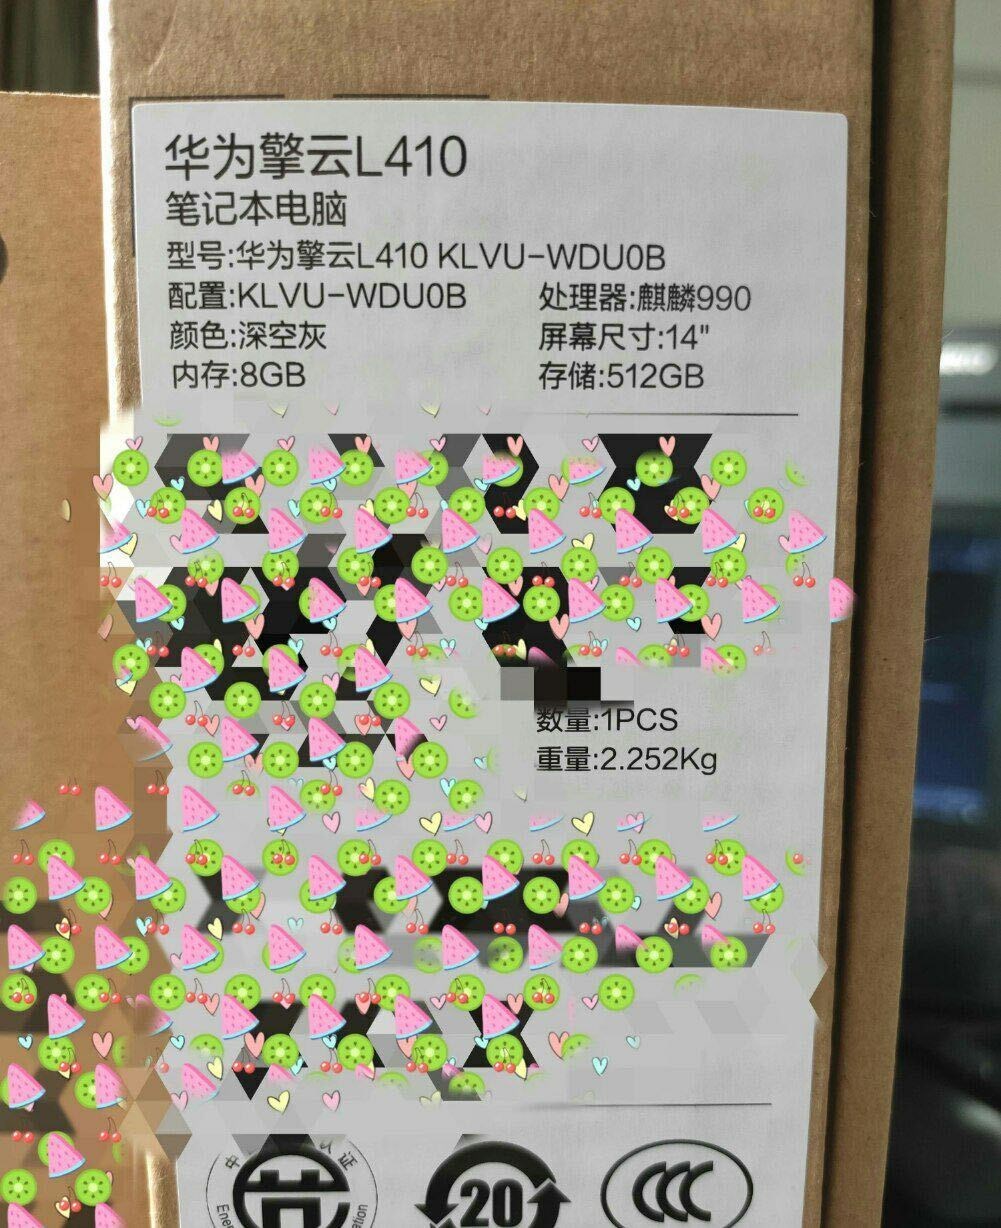 华为擎云L410
笔记本电脑
型号:华为擎云L410 KLVU-WDU0B
配置:KLVU-WDU0B 处理器:麒麟990
颜色:深空灰 屏幕尺寸:14"
内存:8GB 存储:512GB
数量:1PCS
重量:2.252Kg
中 认证
20
CCC